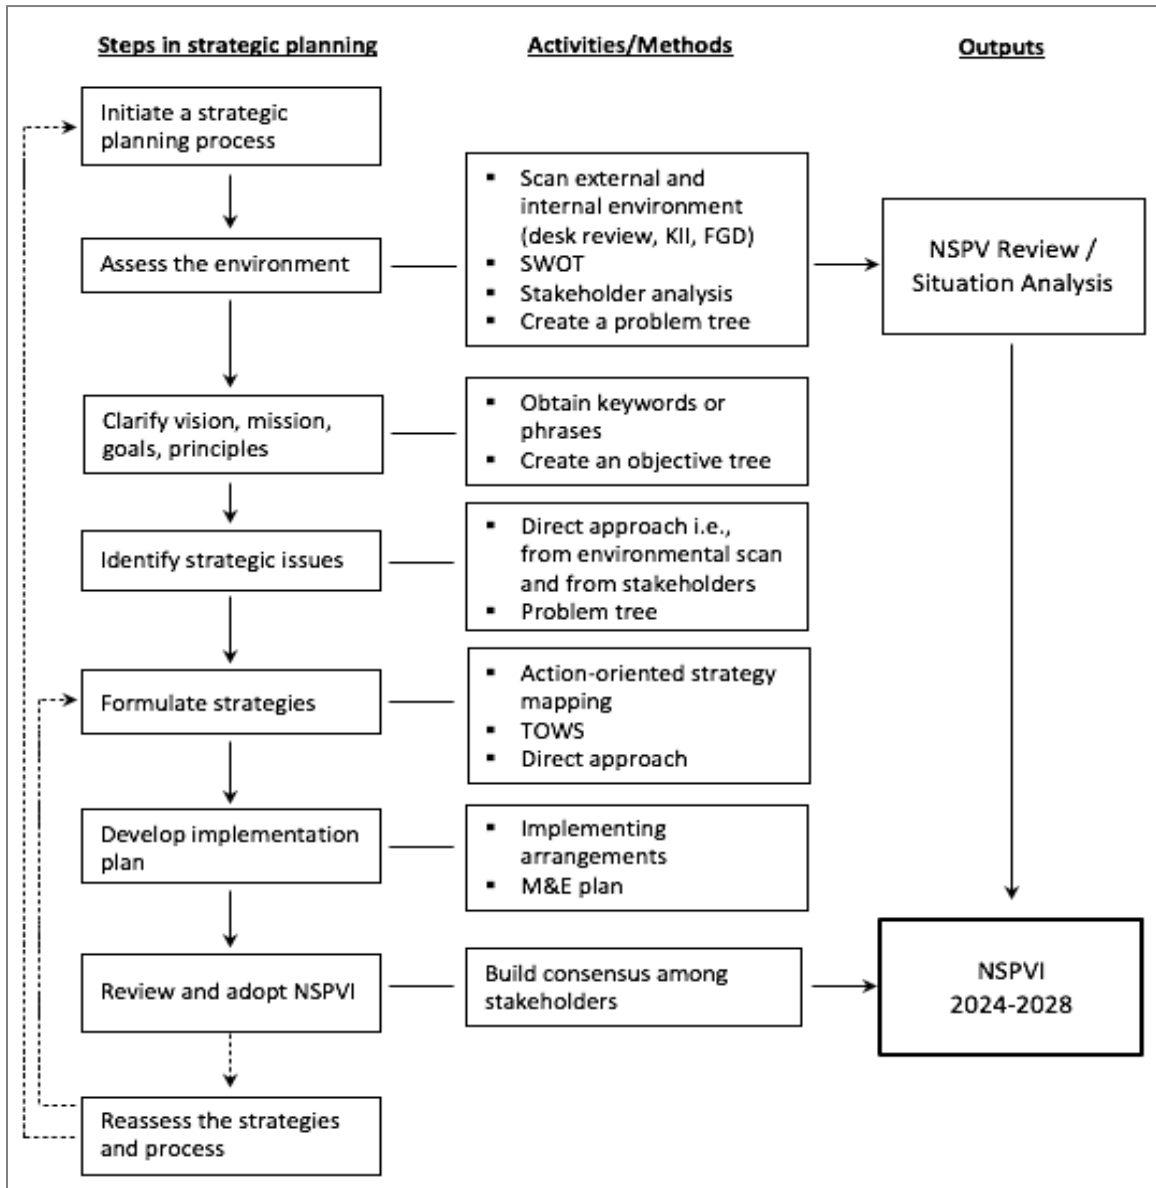 Steps in strategic planning
Activities/Methods
Outputs
Initiate a strategic
planning process
▪ Scan external and
internal environment
(desk review, KII, FGD)
▪ SWOT
▪ Stakeholder analysis
▪ Create a problem tree
Assess the environment
NSPV Review /
Situation Analysis
Clarify vision, mission,
goals, principles
▪ Obtain keywords or
phrases
▪ Create an objective tree
Identify strategic issues
▪ Direct approach i.e.,
from environmental scan
and from stakeholders
▪ Problem tree
Formulate strategies
▪ Action-oriented strategy
mapping
▪ TOWS
▪ Direct approach
Develop implementation
plan
▪ Implementing
arrangements
▪ M&E plan
Review and adopt NSPVI
Build consensus among
stakeholders
NSPVI
2024-2028
Reassess the strategies
and process